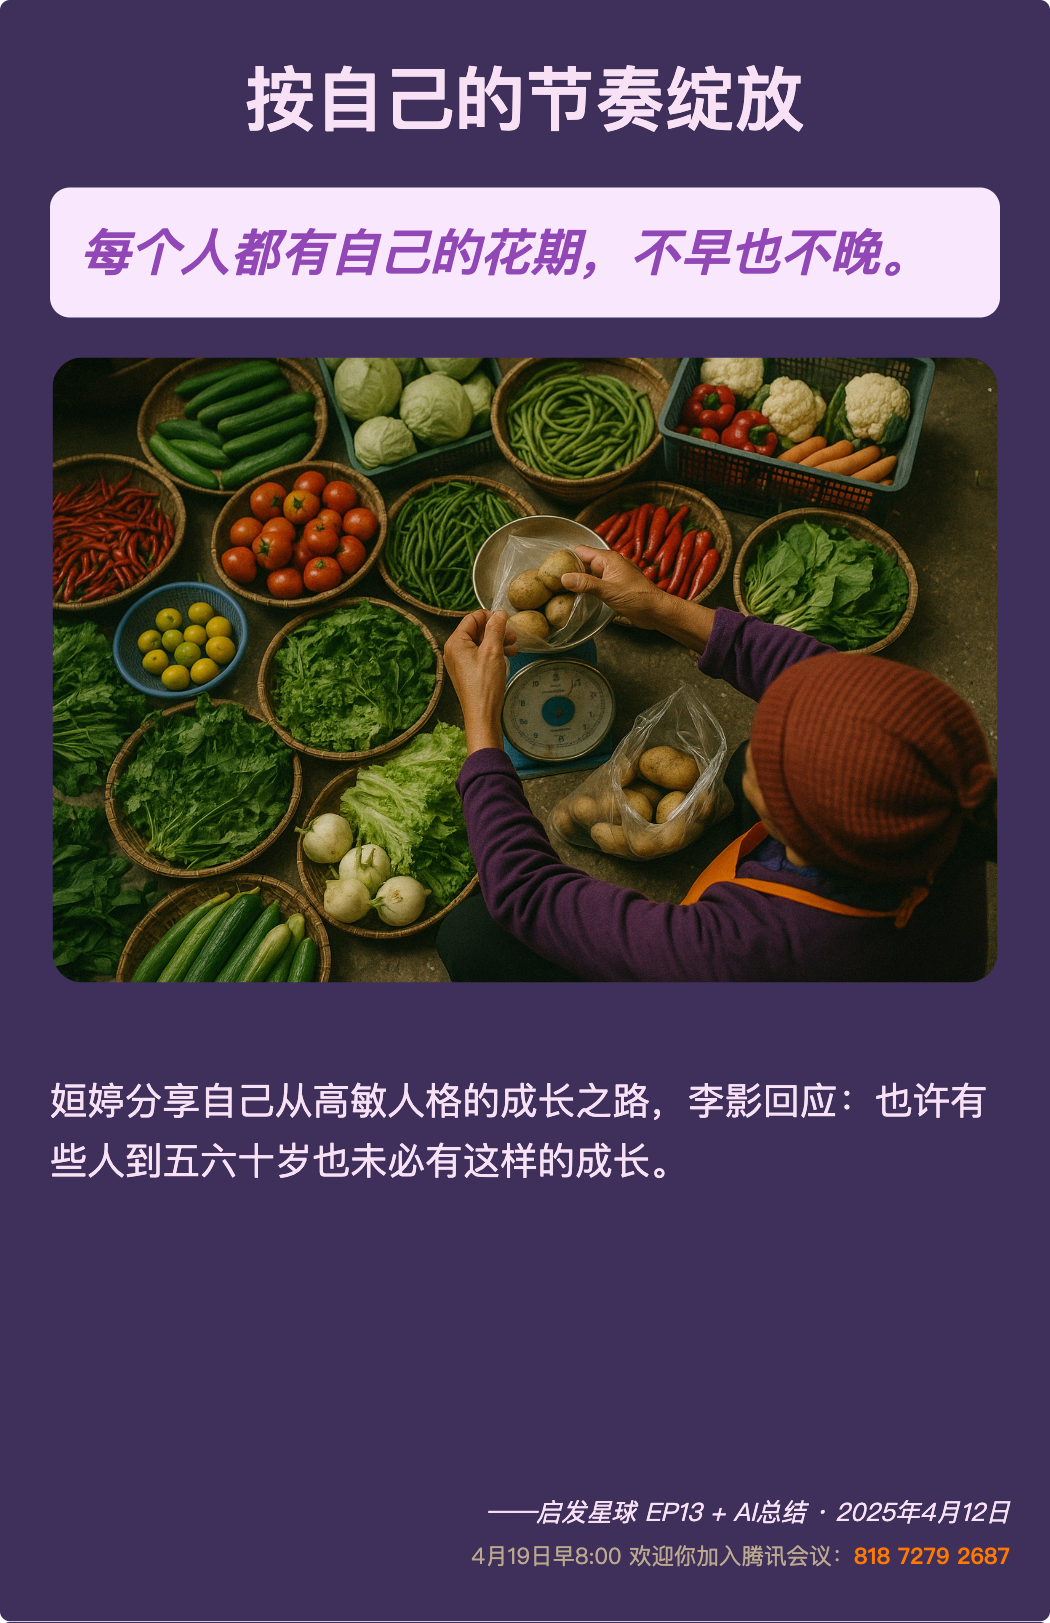 按自己的节奏绽放
每个人都有自己的花期，不早也不晚。
姮婷分享自己从高敏人格的成长之路，李影回应：也许有
些人到五六十岁也未必有这样的成长。
——启发星球 EP13 + AI总结 · 2025年4月12日
4月19日早8:00 欢迎你加入腾讯会议：818 7279 2687